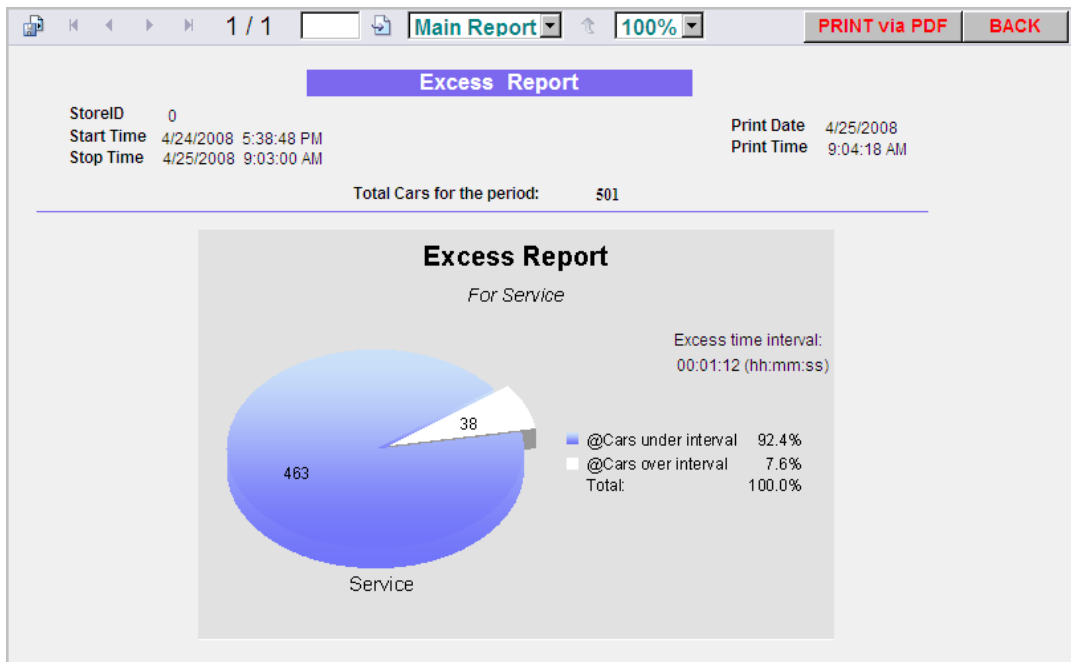 1 / 1 Main Report 100% PRINT via PDF BACK
Excess Report
StoreID 0
Start Time 4/24/2008 5:38:48 PM
Stop Time 4/25/2008 9:03:00 AM
Print Date 4/25/2008
Print Time 9:04:18 AM
Total Cars for the period: 501
Excess Report
For Service
Excess time interval:
00:01:12 (hh:mm:ss)
38
463
@Cars under interval 92.4%
@Cars over interval 7.6%
Total: 100.0%
Service